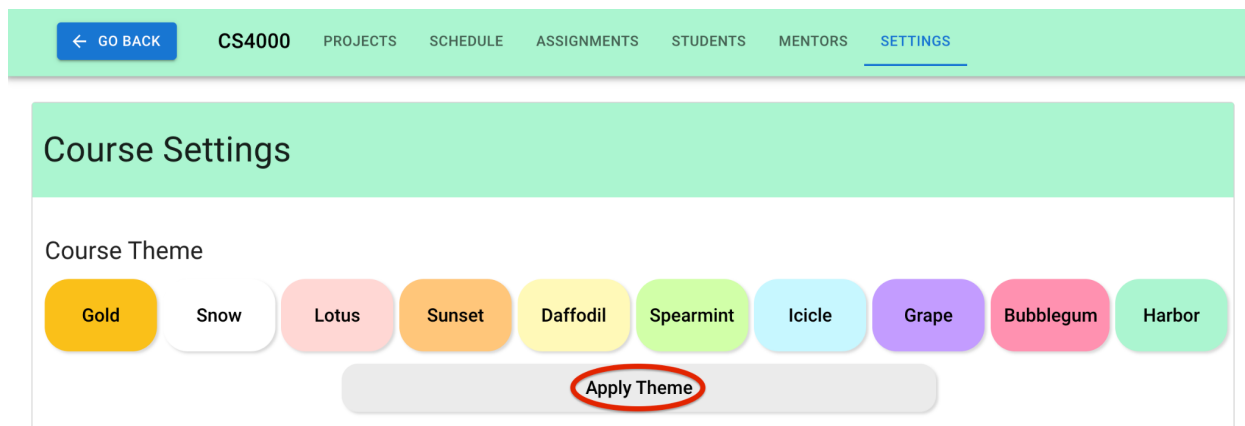 ← GO BACK CS4000 PROJECTS SCHEDULE ASSIGNMENTS STUDENTS MENTORS SETTINGS
Course Settings
Course Theme
Gold Snow Lotus Sunset Daffodil Spearmint Icicle Grape Bubblegum Harbor
Apply Theme